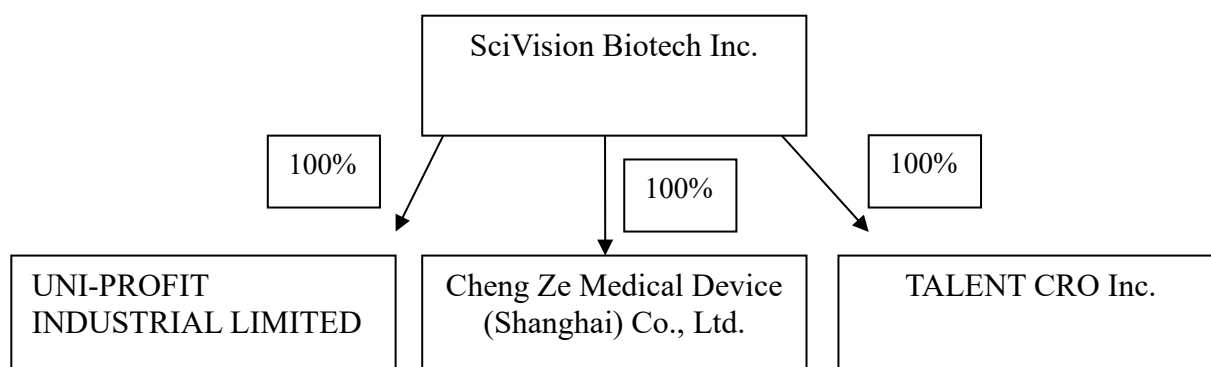 SciVision Biotech Inc.
100%
100%
100%
UNI-PROFIT
INDUSTRIAL LIMITED
Cheng Ze Medical Device
(Shanghai) Co., Ltd.
TALENT CRO Inc.